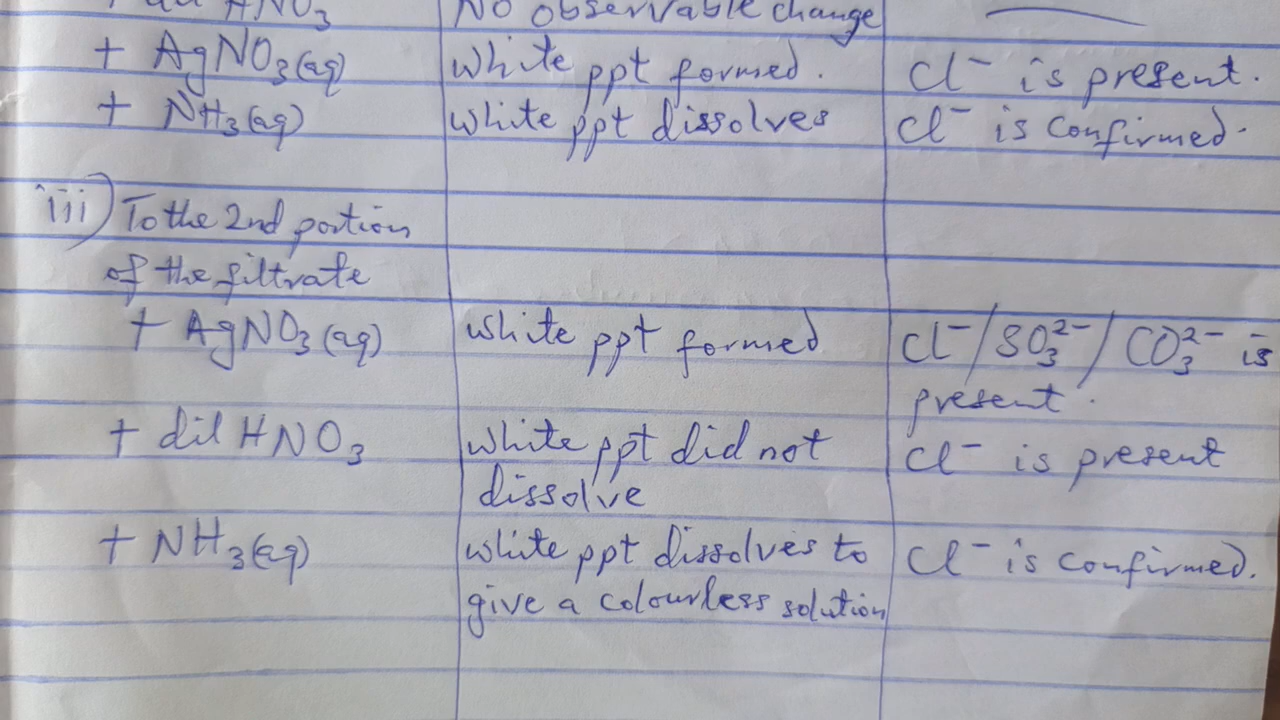 HNO₃ No observable change
+ AgNO₃(aq) white ppt formed. Cl⁻ is present.
+ NH₃(aq) white ppt dissolves Cl⁻ is confirmed.
iii) To the 2nd portion
of the filtrate
+ AgNO₃(aq) white ppt formed Cl⁻/SO₃²⁻/CO₃²⁻ is
present.
+ dil HNO₃ white ppt did not Cl⁻ is present
dissolve
+ NH₃(aq) white ppt dissolves to Cl⁻ is confirmed.
give a colourless solution